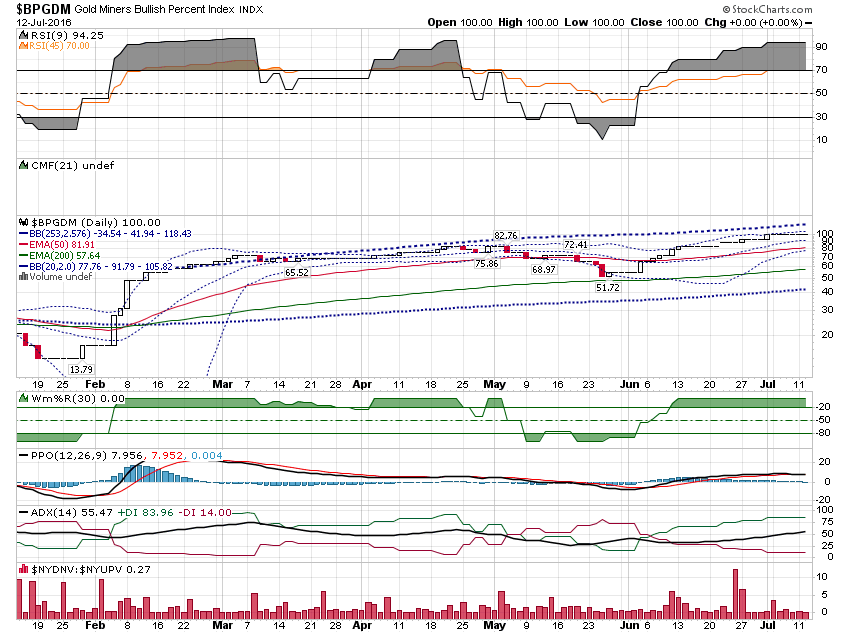 $BPGDM Gold Miners Bullish Percent Index INDX
© StockCharts.com
12-Jul-2016
Open 100.00 High 100.00 Low 100.00 Close 100.00 Chg +0.00 (+0.00%)
RSI(9) 94.25
RSI(45) 70.00
90
70
50
30
10
CMF(21) undef
$BPGDM (Daily) 100.00
BB(253,2.576) -34.54 - 41.94 - 118.43
EMA(50) 81.91
EMA(200) 57.64
BB(20,2.0) 77.76 - 91.79 - 105.82
Volume undef
82.76
72.41
75.86
68.97
65.52
51.72
13.79
100
90
80
70
60
50
40
30
20
19 25 Feb 8 16 22 Mar 7 14 21 28 Apr 11 18 25 May 9 16 23 Jun 6 13 20 27 Jul 11
Wm%R(30) 0.00
-20
-50
-80
PPO(12,26,9) 7.956, 7.952, 0.004
20
0
-20
ADX(14) 55.47 +DI 83.96 -DI 14.00
100
75
50
25
0
$NYDNV:$NYUPV 0.27
10
5
0
19 25 Feb 8 16 22 Mar 7 14 21 28 Apr 11 18 25 May 9 16 23 Jun 6 13 20 27 Jul 11